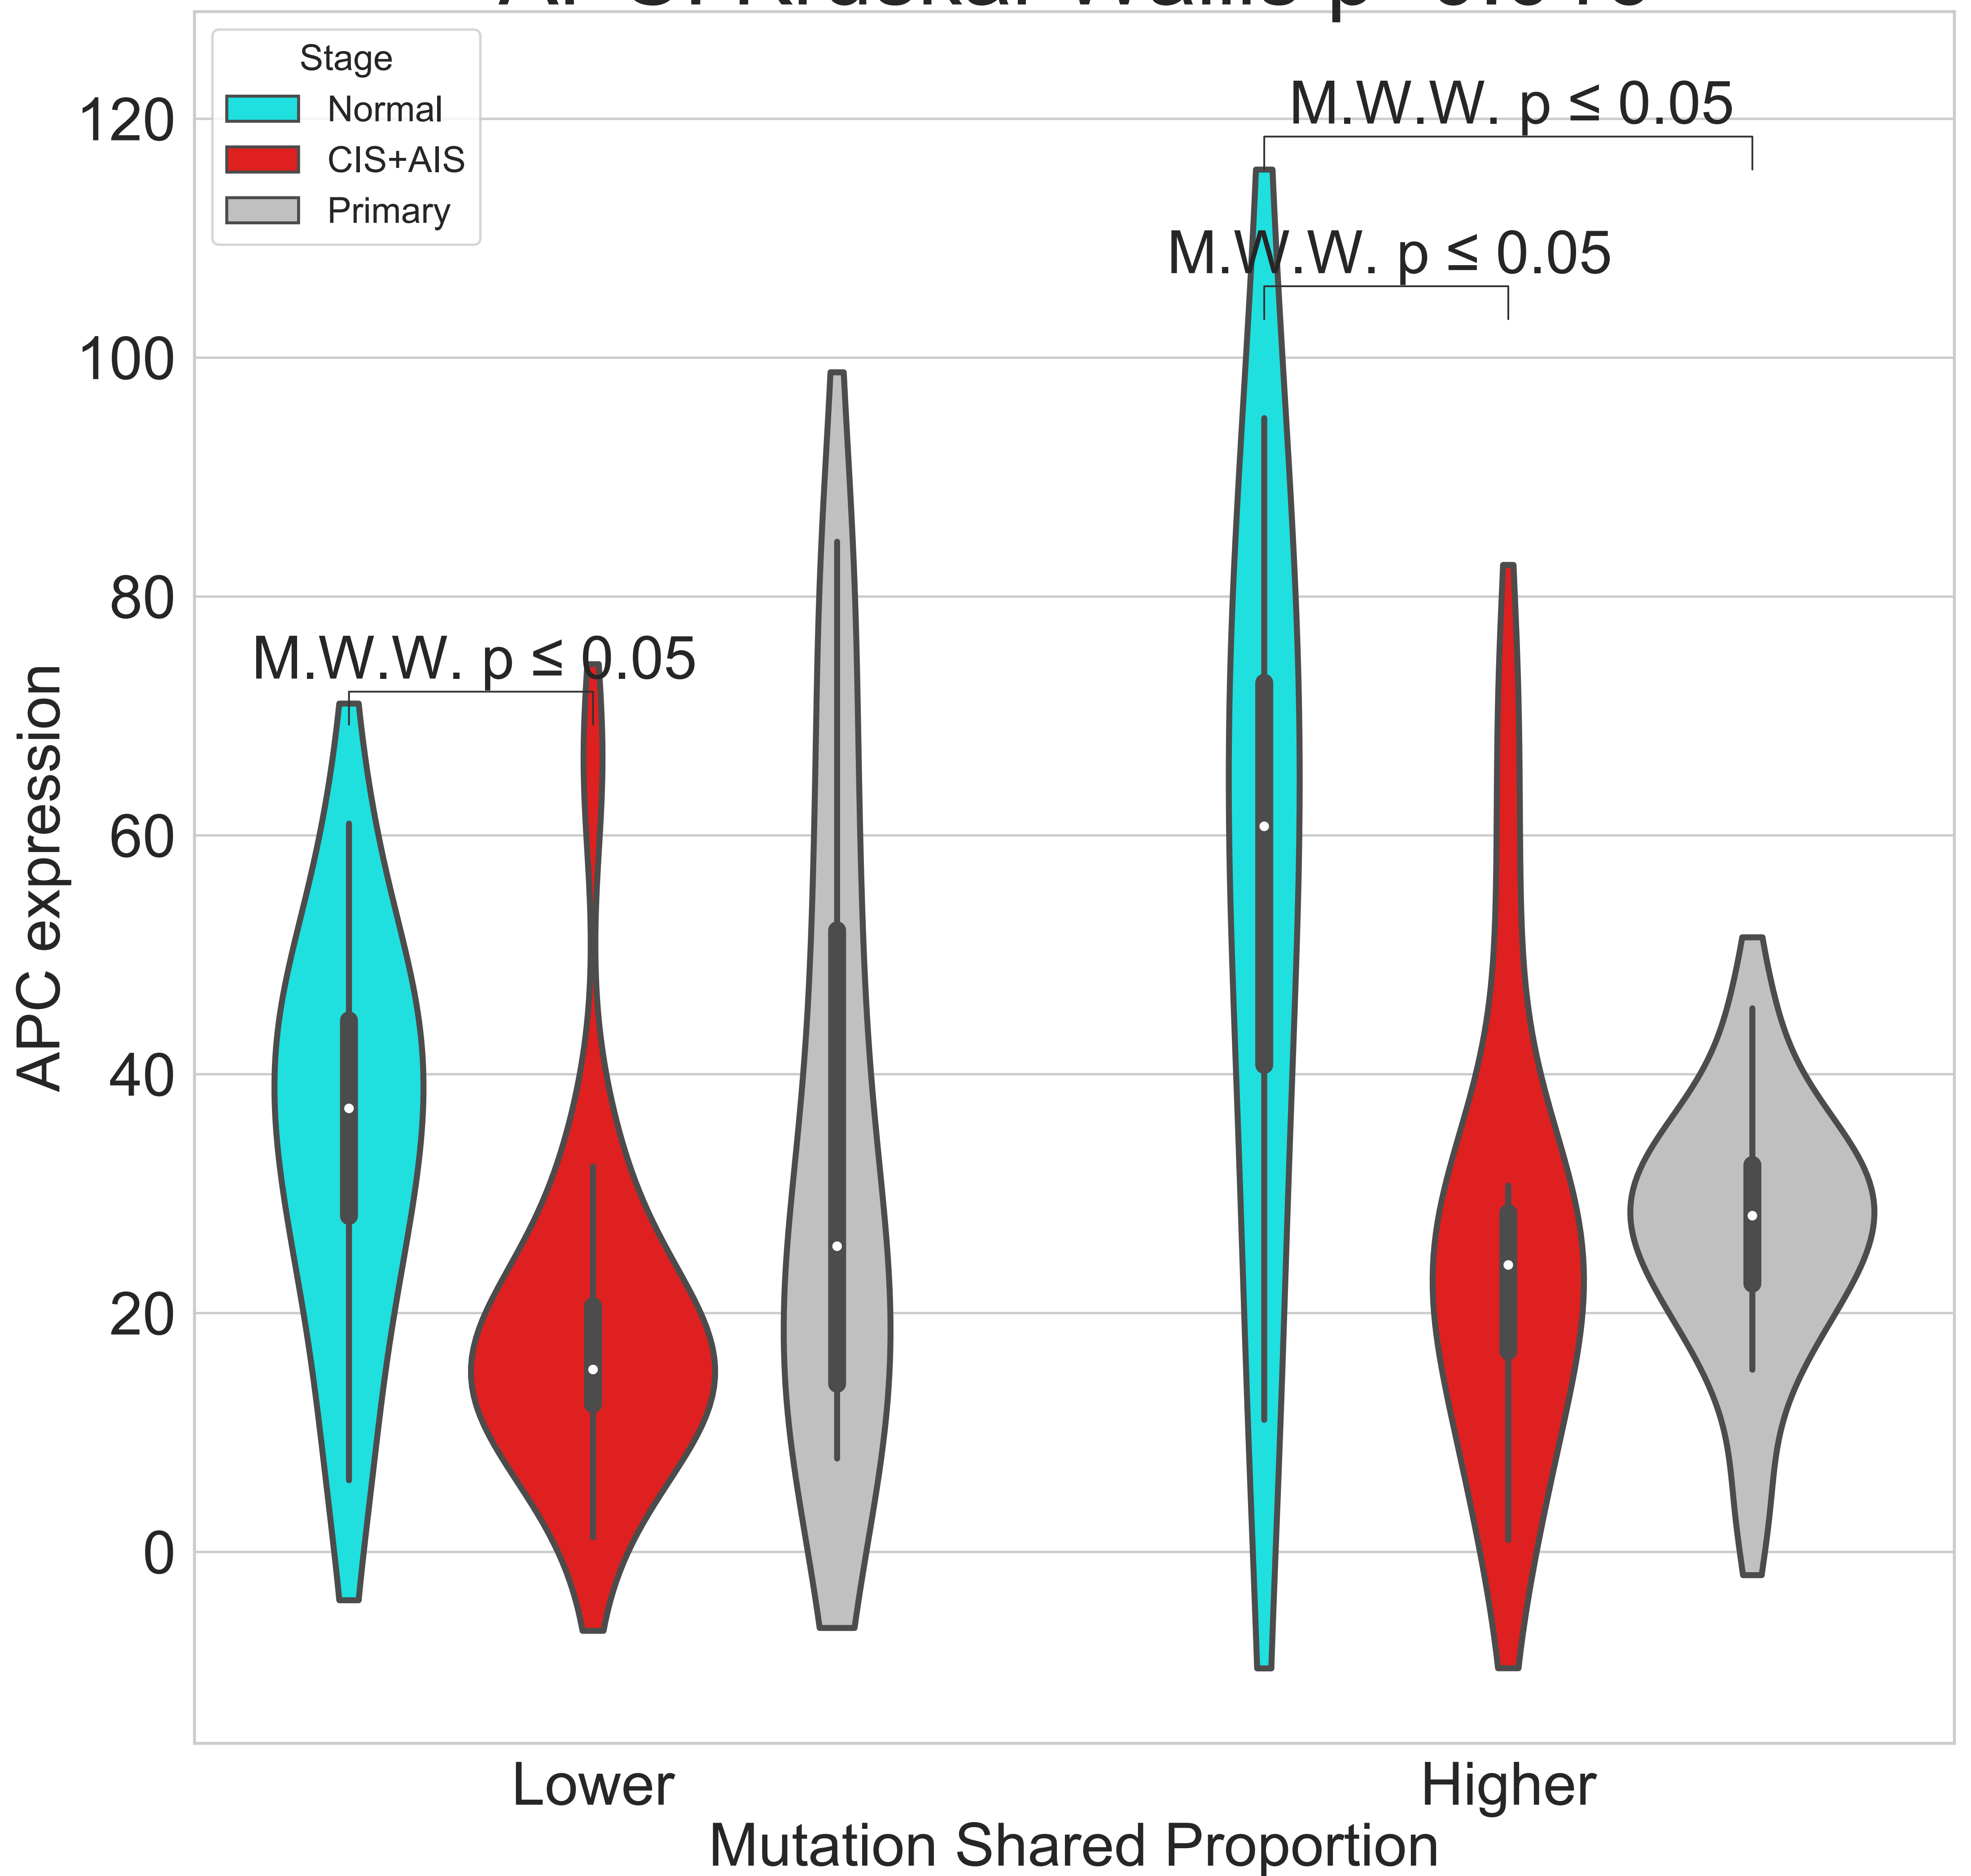 Stage
Normal
CIS+AIS
Primary
M.W.W. p ≤ 0.05
M.W.W. p ≤ 0.05
M.W.W. p ≤ 0.05
120
100
80
60
40
20
0
APC expression
Lower
Higher
Mutation Shared Proportion